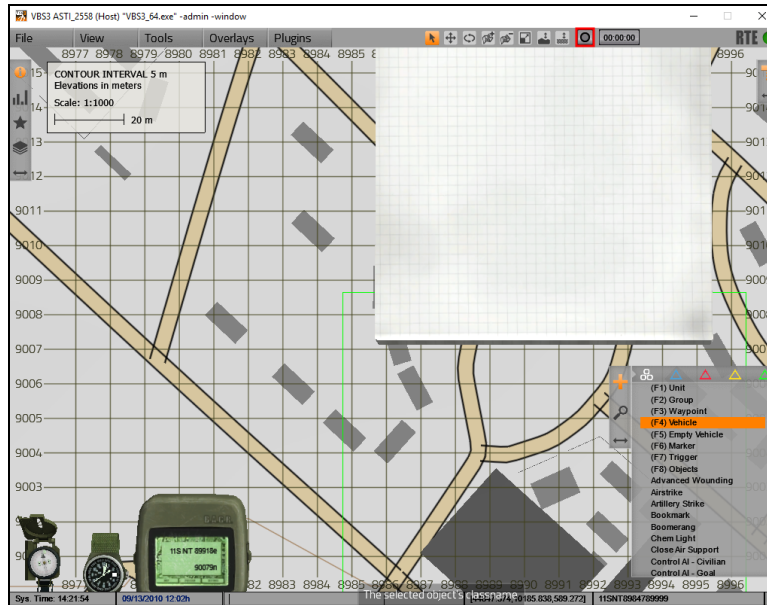 VBS3 ASTI_2558 (Host) "VBS3_64.exe" -admin -window
File View Tools Overlays Plugins 00:00:00 RTE
8977 8978 8979 8980 8981 8982 8983 8984 8985 8996
CONTOUR INTERVAL 5 m
Elevations in meters
Scale: 1:1000
20 m
9011
9010
9009
9008
9007
9006
9005
9004
9003
(F1) Unit
(F2) Group
(F3) Waypoint
(F4) Vehicle
(F5) Empty Vehicle
(F6) Marker
(F7) Trigger
(F8) Objects
Advanced Wounding
Airstrike
Artillery Strike
Bookmark
Boomerang
Chem Light
Close Air Support
Control AI - Civilian
Control AI - Goal
11S NT 89918e
90079n
8977 82 8983 8984 8985 8986 8987 8988 8989 8990 8991 8992 8993 8994 8995 8996
The selected object's classname
Sys. Time: 14:21:54 09/13/2010 12:02h 11SNT8984789999